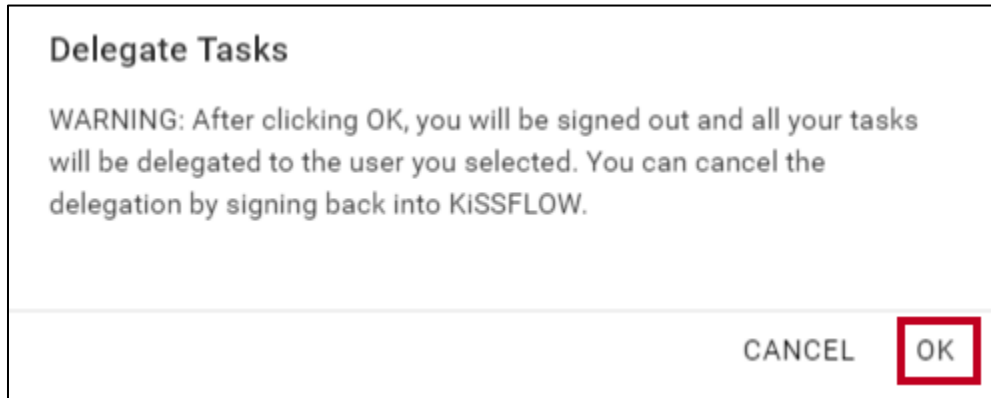 Delegate Tasks
WARNING: After clicking OK, you will be signed out and all your tasks
will be delegated to the user you selected. You can cancel the
delegation by signing back into KiSSFLOW.
CANCEL OK